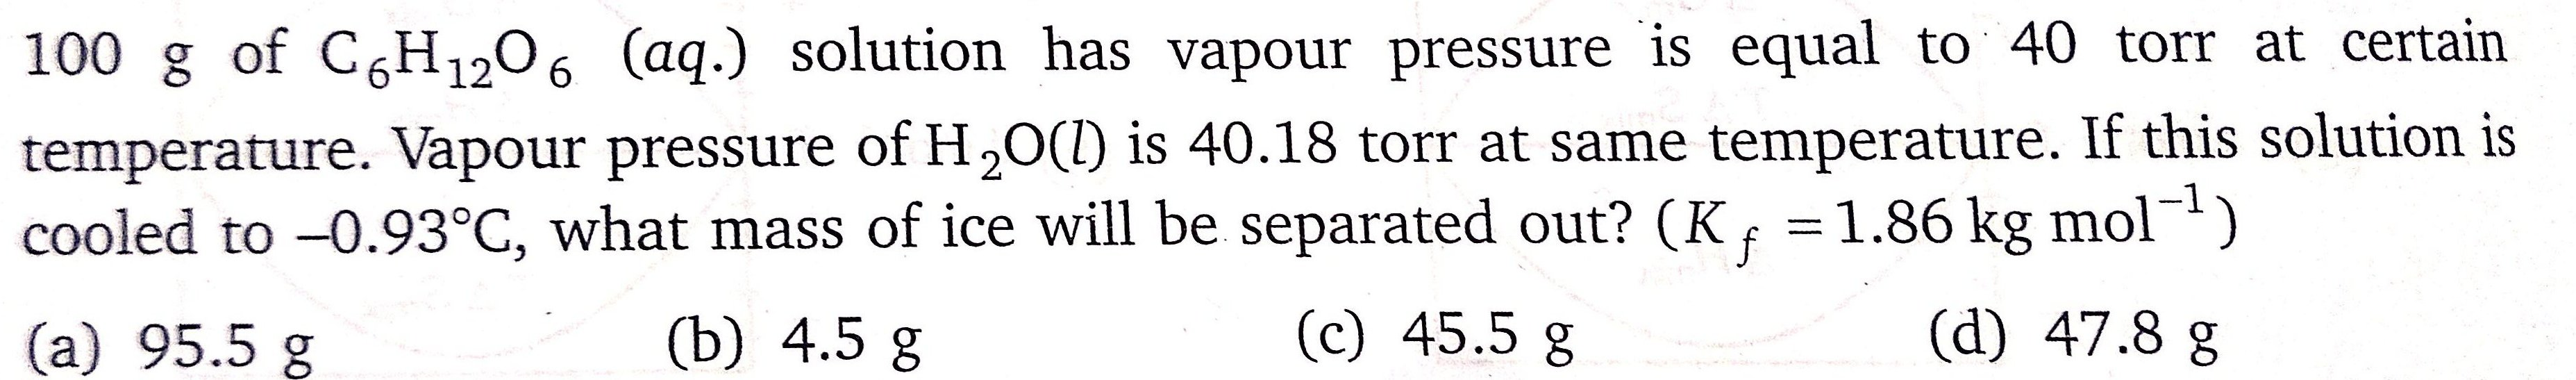 100 g of C₆H₁₂O₆ (aq.) solution has vapour pressure is equal to 40 torr at certain
temperature. Vapour pressure of H₂O(l) is 40.18 torr at same temperature. If this solution is
cooled to –0.93°C, what mass of ice will be separated out? (K_f = 1.86 kg mol⁻¹)
(a) 95.5 g (b) 4.5 g (c) 45.5 g (d) 47.8 g